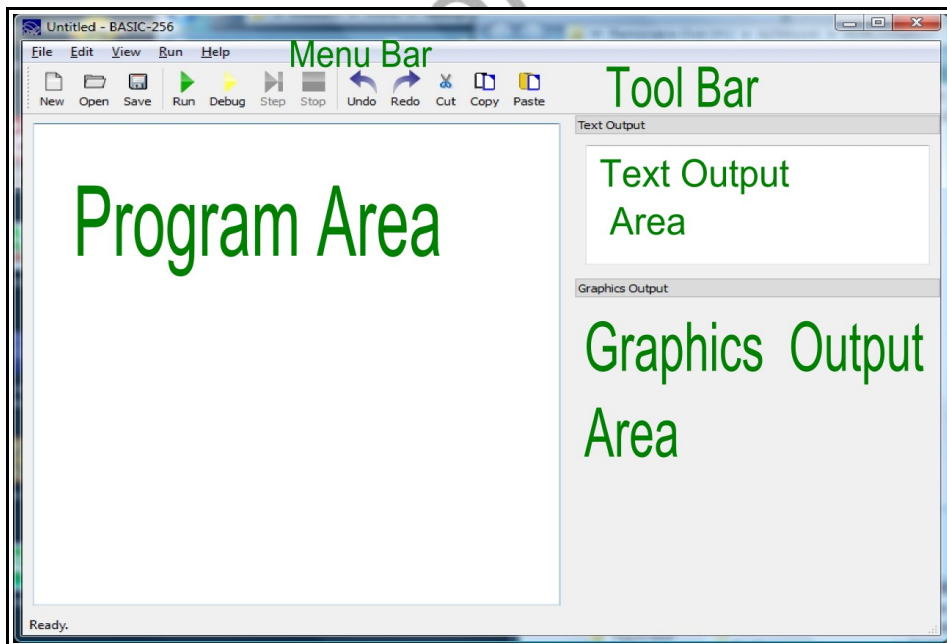 Untitled - BASIC-256
File Edit View Run Help
Menu Bar
New Open Save Run Debug Step Stop Undo Redo Cut Copy Paste
Tool Bar
Program Area
Text Output
Text Output
Area
Graphics Output
Graphics Output
Area
Ready.